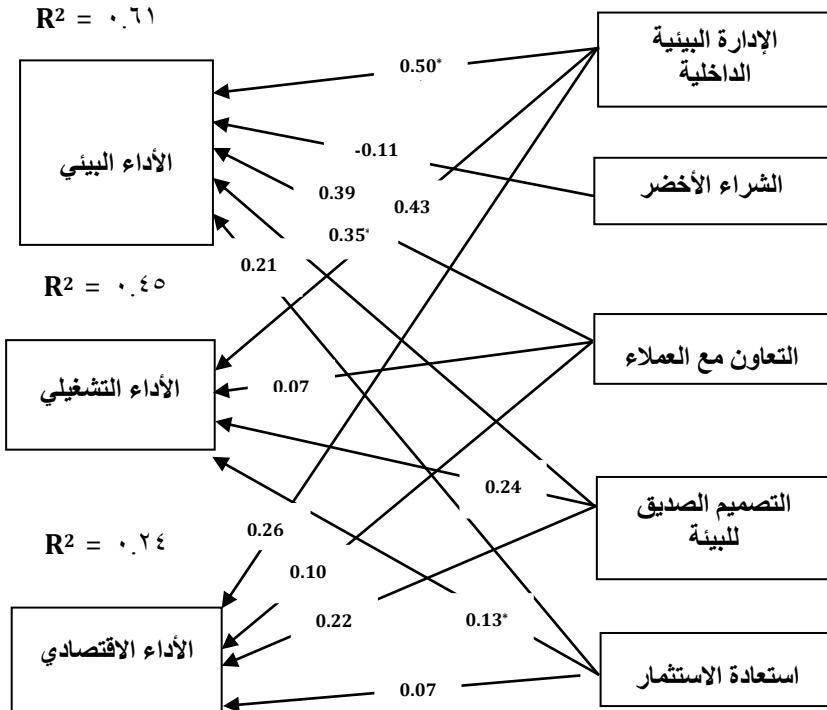 R² = ٠.٦١
الإدارة البيئية
الداخلية
0.50*
الأداء البيئي
-0.11
الشراء الأخضر
0.39
0.43
0.35*
0.21
R² = ٠.٤٥
التعاون مع العملاء
الأداء التشغيلي
0.07
0.24
التصميم الصديق
للبيئة
R² = ٠.٢٤
0.26
0.10
0.22
0.13*
الأداء الاقتصادي
استعادة الاستثمار
0.07